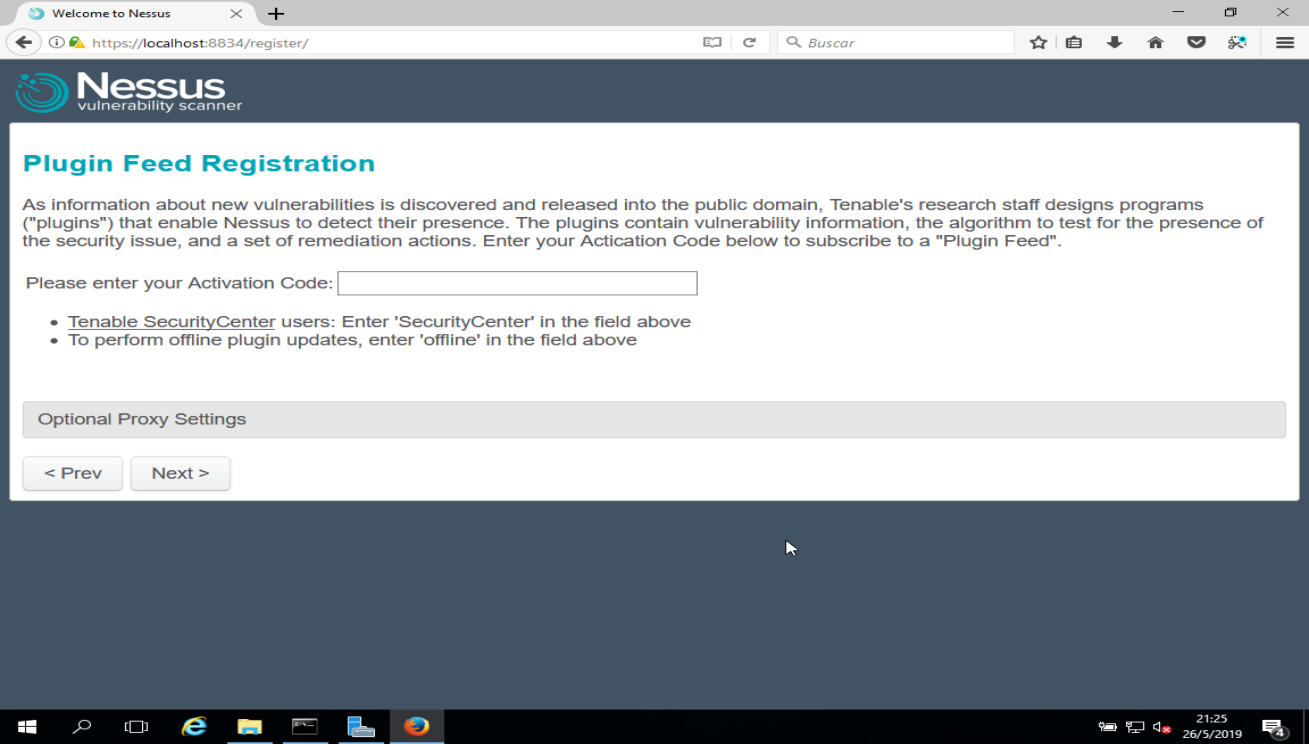 Welcome to Nessus
https://localhost:8834/register/
Buscar
Nessus
vulnerability scanner
Plugin Feed Registration
As information about new vulnerabilities is discovered and released into the public domain, Tenable's research staff designs programs
("plugins") that enable Nessus to detect their presence. The plugins contain vulnerability information, the algorithm to test for the presence of
the security issue, and a set of remediation actions. Enter your Actication Code below to subscribe to a "Plugin Feed".
Please enter your Activation Code:
• Tenable SecurityCenter users: Enter 'SecurityCenter' in the field above
• To perform offline plugin updates, enter 'offline' in the field above
Optional Proxy Settings
< Prev Next >
21:25
26/5/2019
4